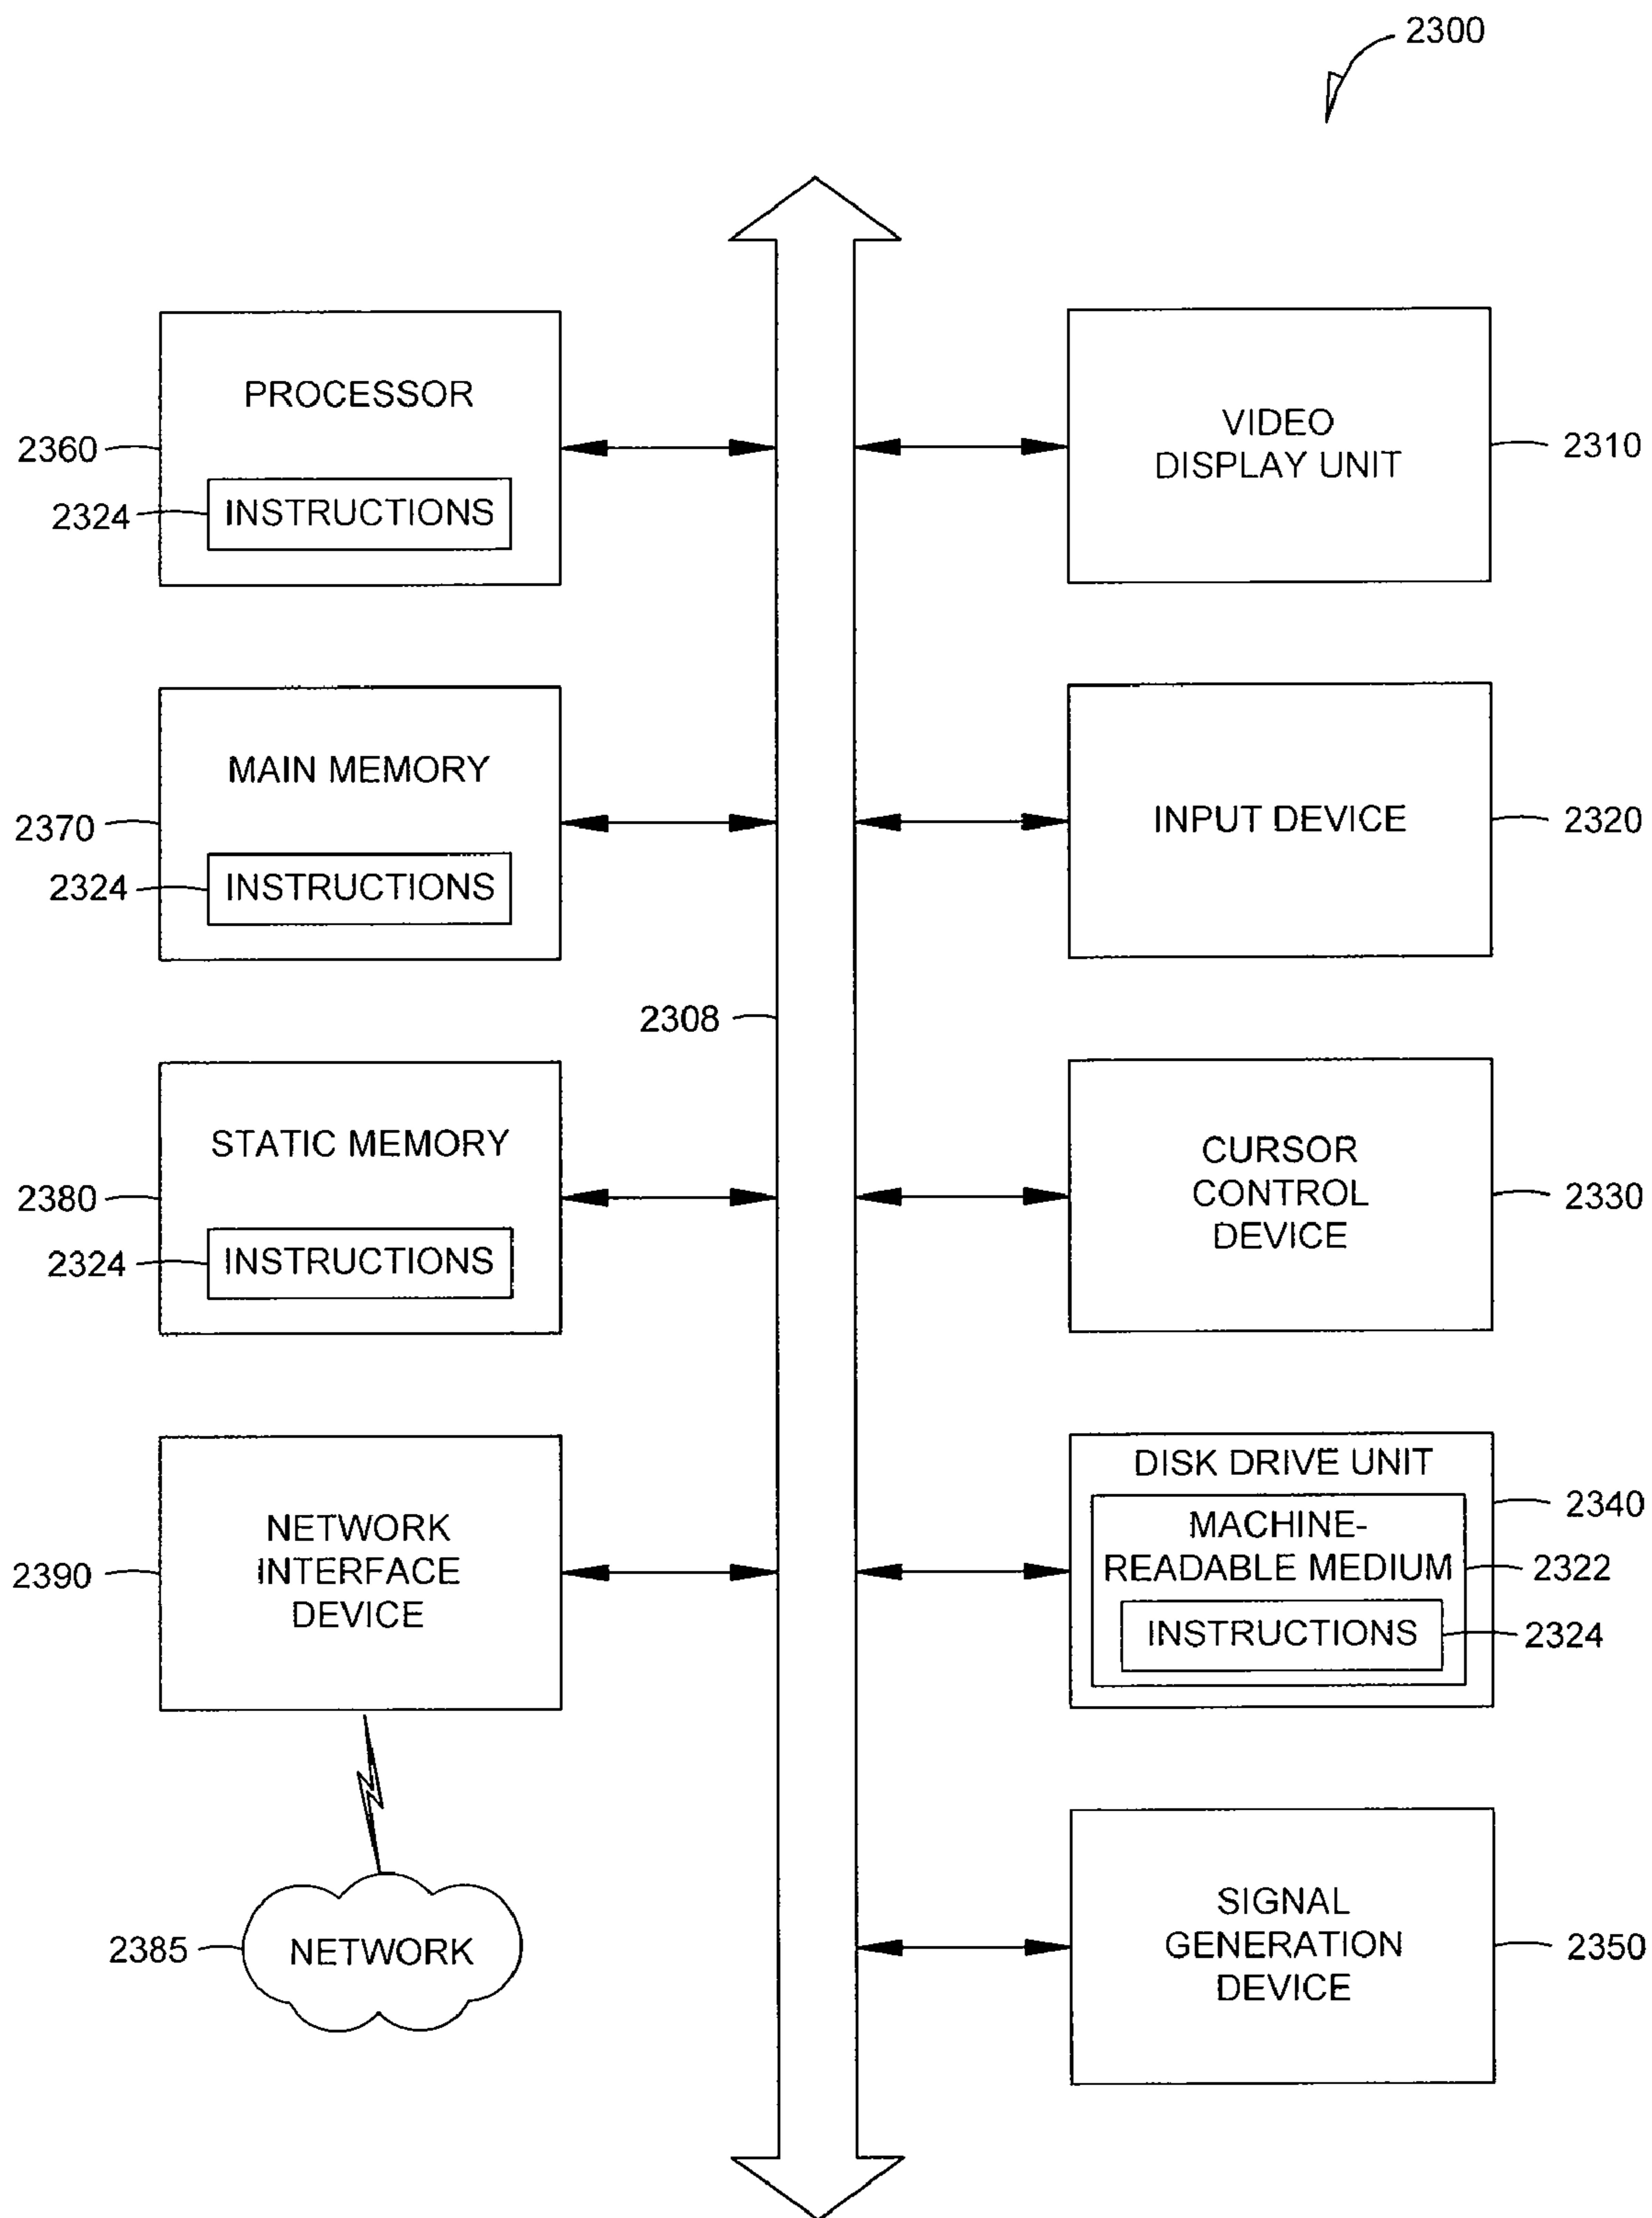 2300
PROCESSOR
2360
2324
INSTRUCTIONS
VIDEO
DISPLAY UNIT
2310
MAIN MEMORY
2370
2324
INSTRUCTIONS
INPUT DEVICE
2320
2308
STATIC MEMORY
2380
2324
INSTRUCTIONS
CURSOR
CONTROL
DEVICE
2330
NETWORK
INTERFACE
DEVICE
2390
DISK DRIVE UNIT
2340
MACHINE-
READABLE MEDIUM
2322
INSTRUCTIONS
2324
2385
NETWORK
SIGNAL
GENERATION
DEVICE
2350